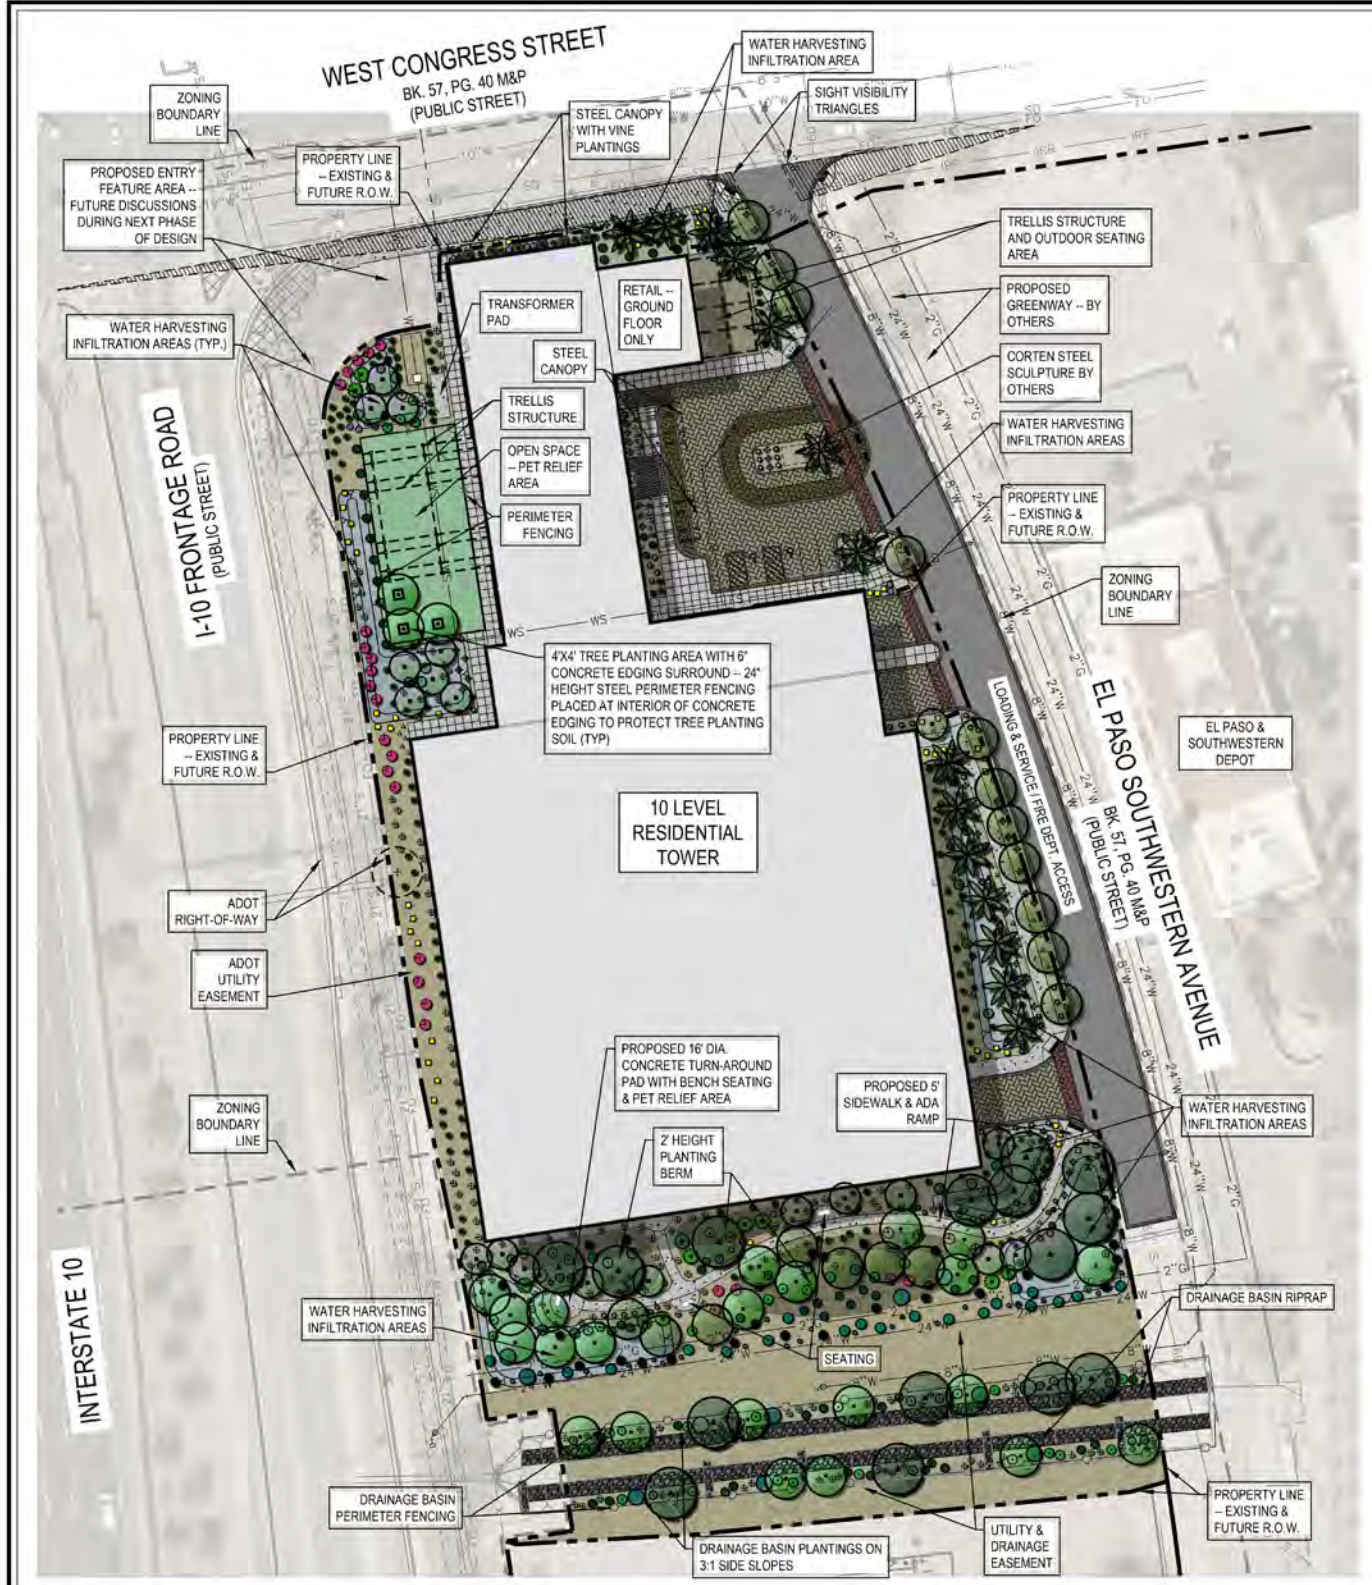 WEST CONGRESS STREET
BK. 57, PG. 40 M&P
(PUBLIC STREET)
WATER HARVESTING
INFILTRATION AREA
SIGHT VISIBILITY
TRIANGLES
ZONING
BOUNDARY
LINE
STEEL CANOPY
WITH VINE
PLANTINGS
PROPERTY LINE
-- EXISTING &
FUTURE R.O.W.
PROPOSED ENTRY
FEATURE AREA --
FUTURE DISCUSSIONS
DURING NEXT PHASE
OF DESIGN
TRELLIS STRUCTURE
AND OUTDOOR SEATING
AREA
RETAIL --
GROUND
FLOOR
ONLY
TRANSFORMER
PAD
PROPOSED
GREENWAY -- BY
OTHERS
WATER HARVESTING
INFILTRATION AREAS (TYP.)
STEEL
CANOPY
CORTEN STEEL
SCULPTURE BY
OTHERS
TRELLIS
STRUCTURE
WATER HARVESTING
INFILTRATION AREAS
OPEN SPACE
-- PET RELIEF
AREA
I-10 FRONTAGE ROAD
(PUBLIC STREET)
PERIMETER
FENCING
PROPERTY LINE
-- EXISTING &
FUTURE R.O.W.
ZONING
BOUNDARY
LINE
WS
WS
4'X4' TREE PLANTING AREA WITH 6"
CONCRETE EDGING SURROUND -- 24"
HEIGHT STEEL PERIMETER FENCING
PLACED AT INTERIOR OF CONCRETE
EDGING TO PROTECT TREE PLANTING
SOIL (TYP)
LOADING & SERVICE / FIRE DEPT. ACCESS
EL PASO SOUTHWESTERN AVENUE
BK. 57, PG. 40 M&P
(PUBLIC STREET)
EL PASO &
SOUTHWESTERN
DEPOT
PROPERTY LINE
-- EXISTING &
FUTURE R.O.W.
10 LEVEL
RESIDENTIAL
TOWER
ADOT
RIGHT-OF-WAY
ADOT
UTILITY
EASEMENT
PROPOSED 16' DIA.
CONCRETE TURN-AROUND
PAD WITH BENCH SEATING
& PET RELIEF AREA
PROPOSED 5'
SIDEWALK & ADA
RAMP
ZONING
BOUNDARY
LINE
WATER HARVESTING
INFILTRATION AREAS
2' HEIGHT
PLANTING
BERM
INTERSTATE 10
WATER HARVESTING
INFILTRATION AREAS
DRAINAGE BASIN RIPRAP
SEATING
DRAINAGE BASIN
PERIMETER FENCING
PROPERTY LINE
-- EXISTING &
FUTURE R.O.W.
DRAINAGE BASIN PLANTINGS ON
3:1 SIDE SLOPES
UTILITY &
DRAINAGE
EASEMENT